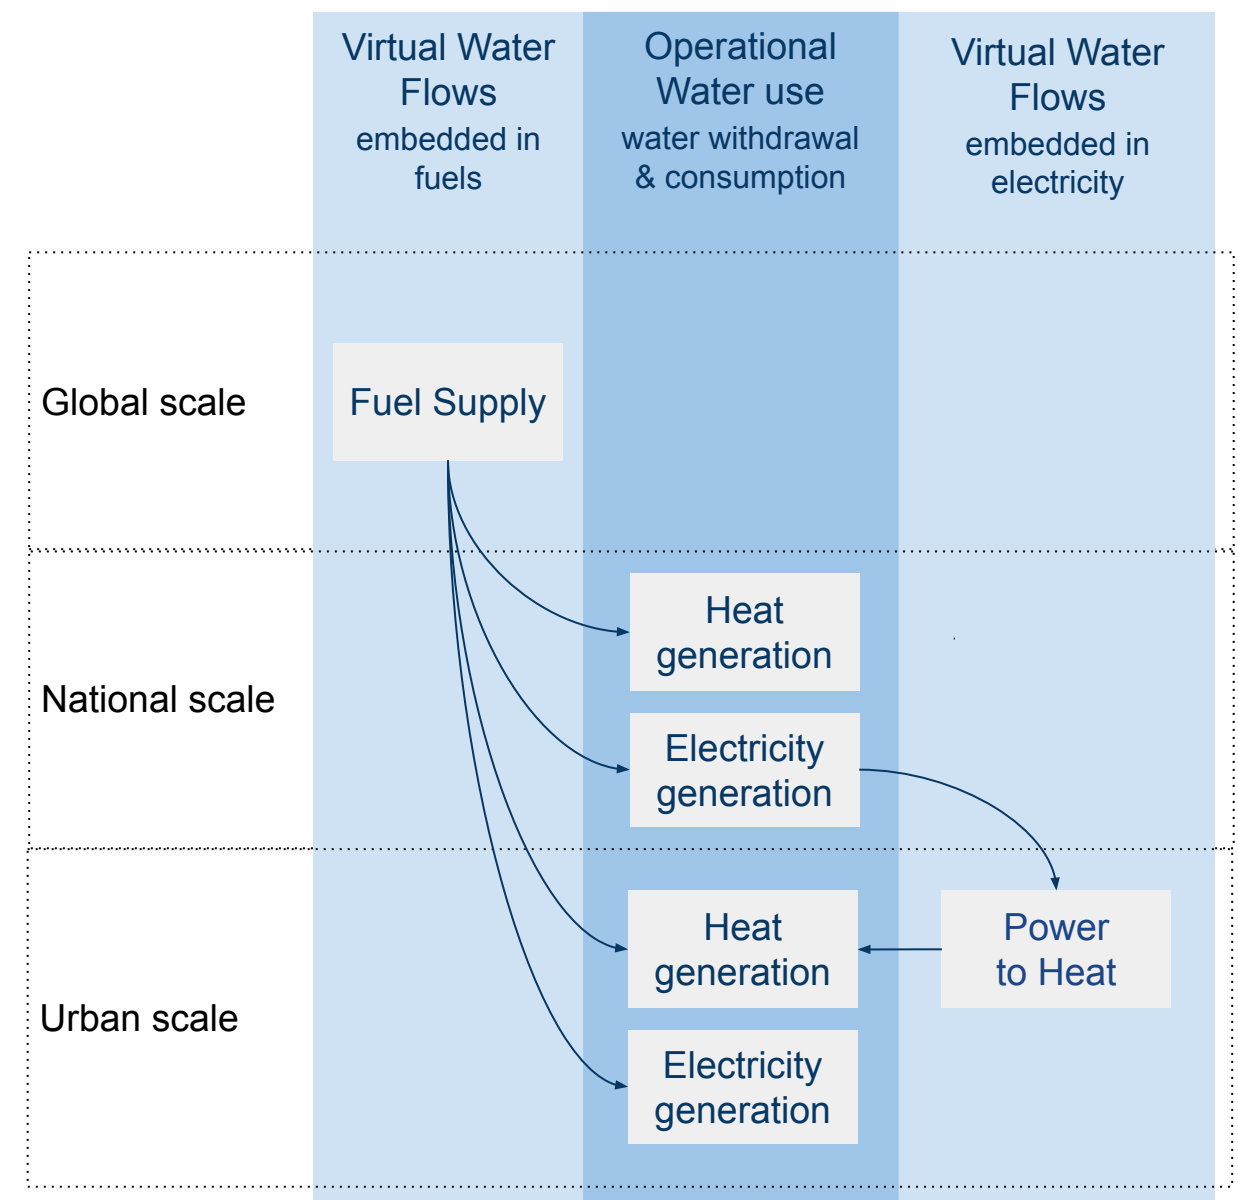 Virtual Water
Flows
embedded in
fuels
Operational
Water use
water withdrawal
& consumption
Virtual Water
Flows
embedded in
electricity
Global scale
Fuel Supply
National scale
Heat
generation
Electricity
generation
Urban scale
Heat
generation
Power
to Heat
Electricity
generation